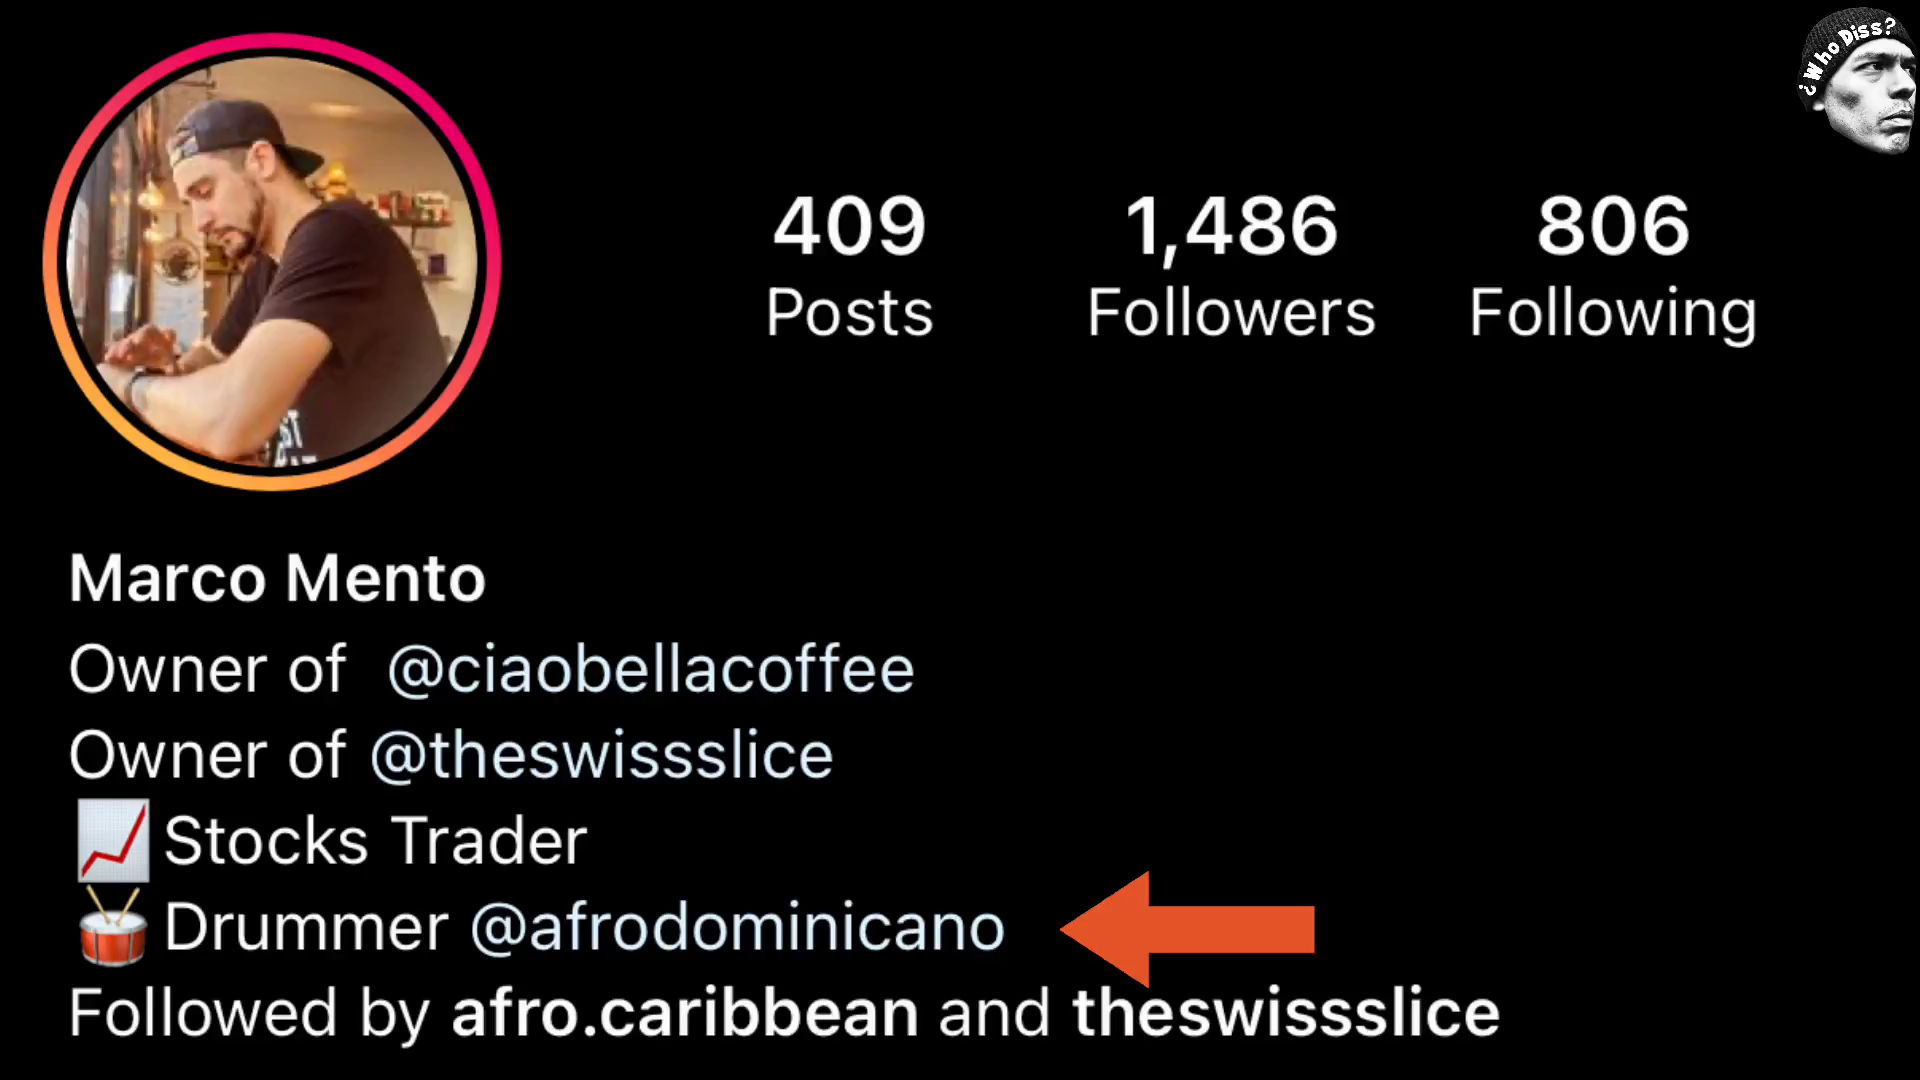 ¿Who Diss?
409
Posts
1,486
Followers
806
Following
Marco Mento
Owner of @ciaobellacoffee
Owner of @theswissslice
Stocks Trader
Drummer @afrodominicano
Followed by afro.caribbean and theswissslice